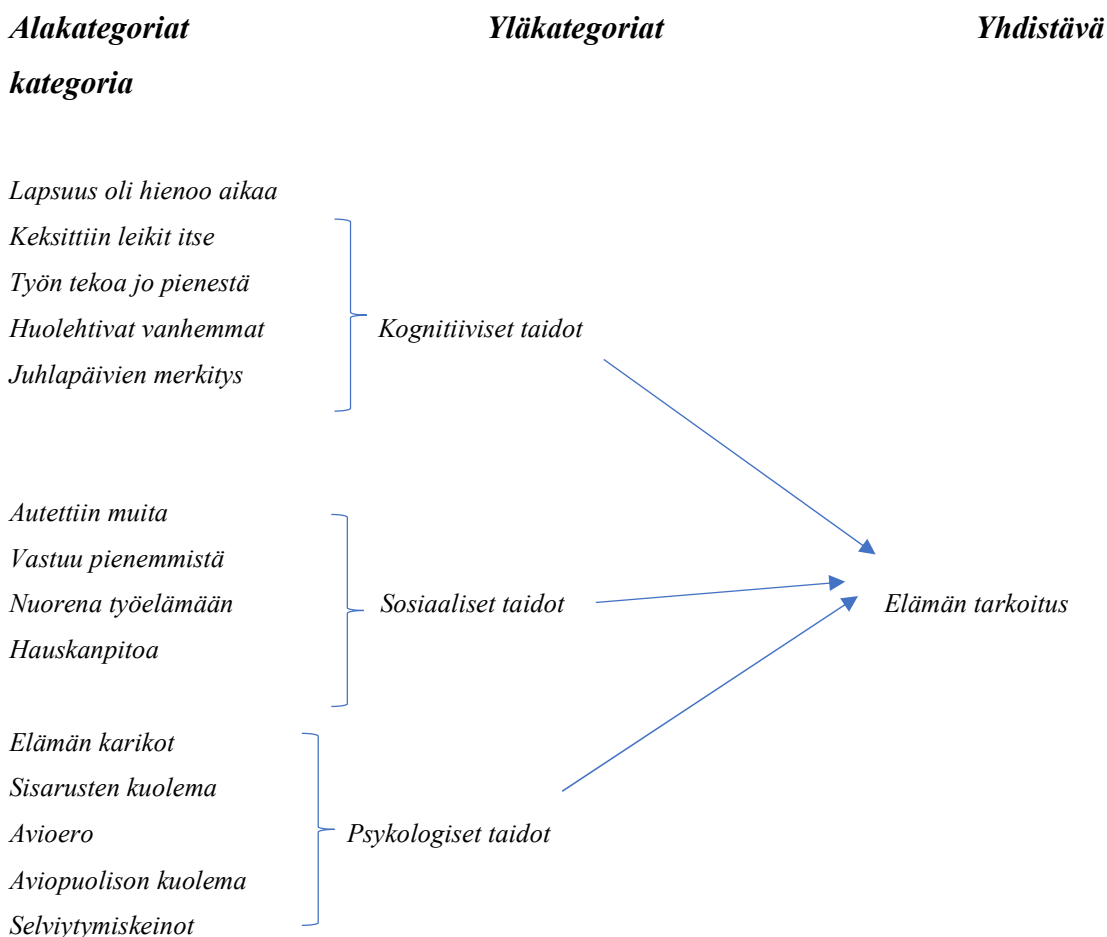 Alakategoriat Yläkategoriat Yhdistävä
kategoria
Lapsuus oli hienoo aikaa
Keksittiin leikit itse
Työn tekoa jo pienestä
Huolehtivat vanhemmat Kognitiiviset taidot
Juhlapäivien merkitys
Autettiin muita
Vastuu pienemmistä
Nuorena työelämään Sosiaaliset taidot Elämän tarkoitus
Hauskanpitoa
Elämän karikot
Sisarusten kuolema
Avioero Psykologiset taidot
Aviopuolison kuolema
Selviytymiskeinot